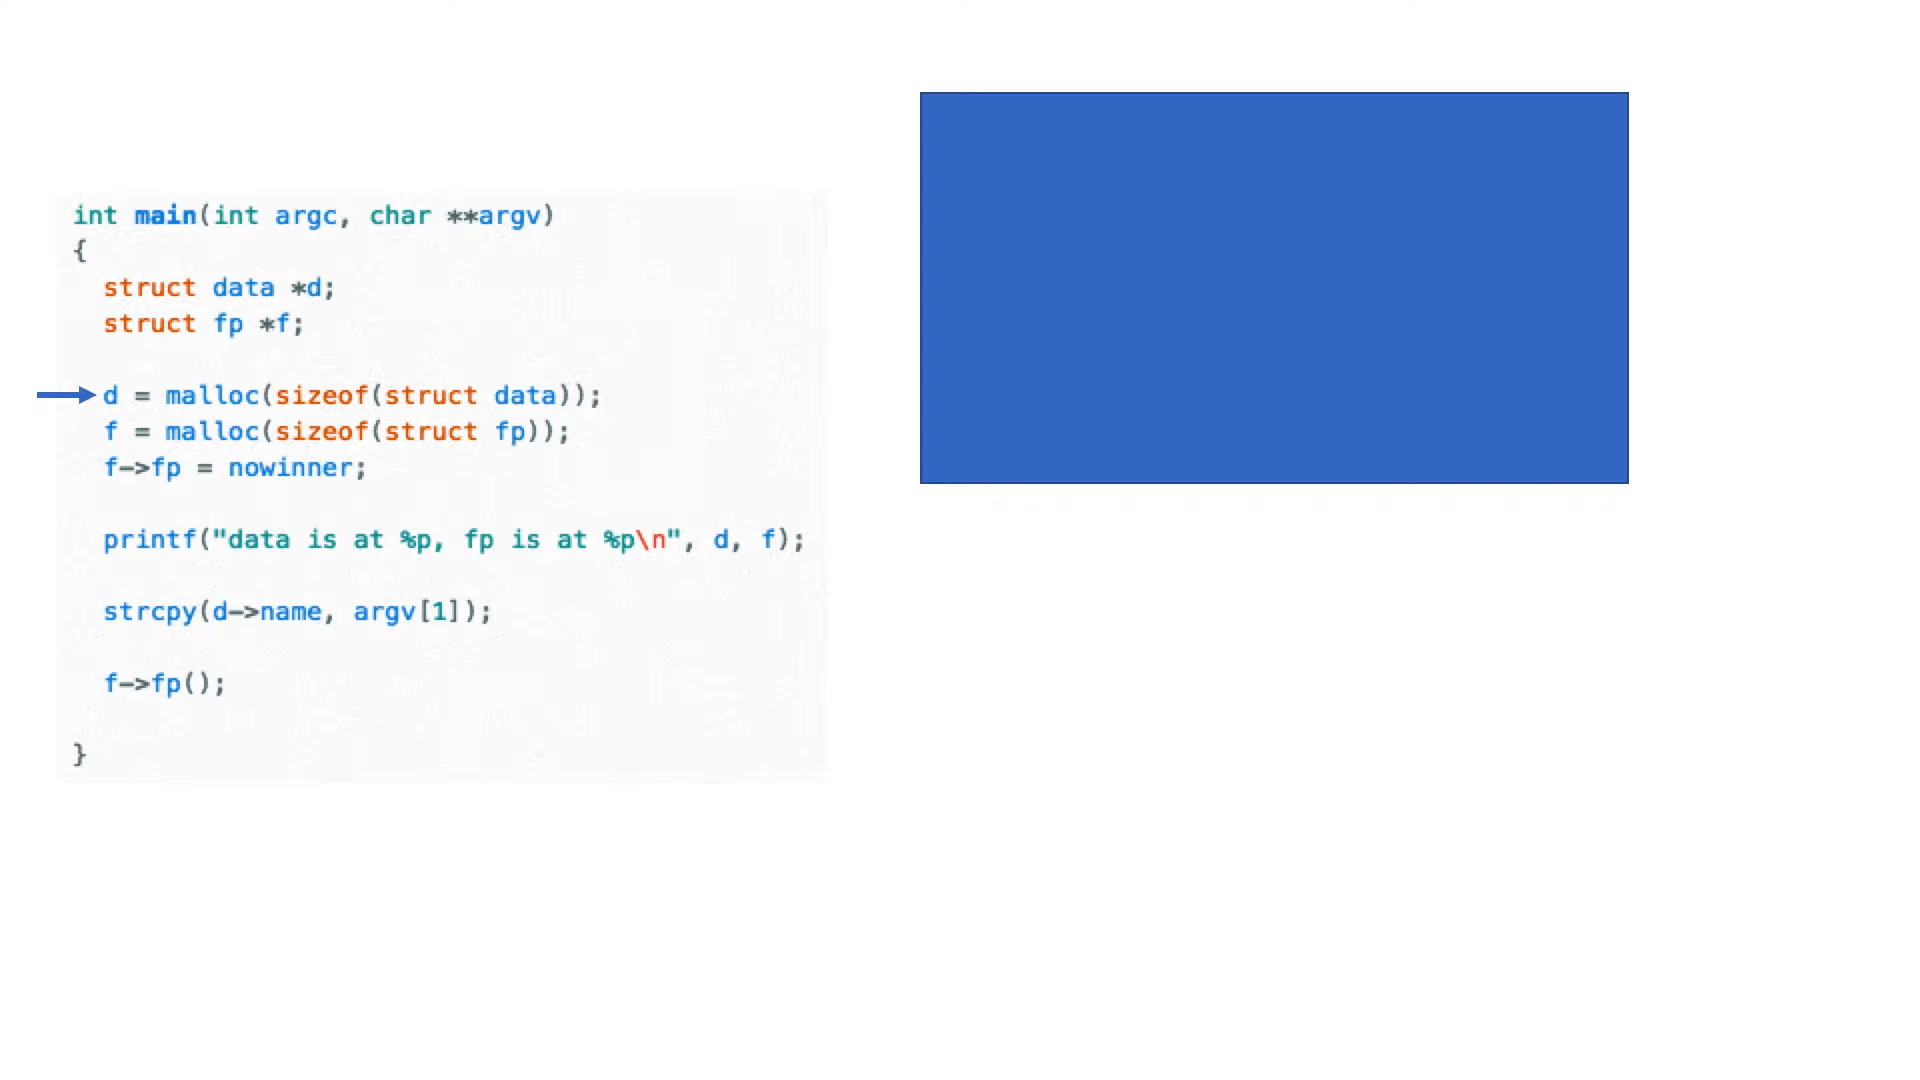 int main(int argc, char **argv)
{
  struct data *d;
  struct fp *f;

  d = malloc(sizeof(struct data));
  f = malloc(sizeof(struct fp));
  f->fp = nowinner;

  printf("data is at %p, fp is at %p\n", d, f);

  strcpy(d->name, argv[1]);

  f->fp();

}